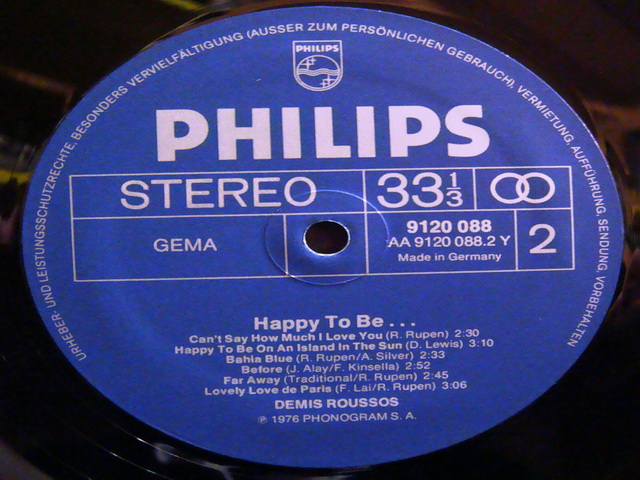 URHEBER- UND LEISTUNGSSCHUTZRECHTE, BESONDERS VERVIELFÄLTIGUNG (AUSSER ZUM PERSÖNLICHEN GEBRAUCH), VERMIETUNG, AUFFÜHRUNG, SENDUNG, VORBEHALTEN
PHILIPS
PHILIPS
STEREO 33⅓
GEMA
9120 088
AA 9120 088.2 Y
Made in Germany
2
Happy To Be...
Can't Say How Much I Love You (R. Rupen) 2:30
Happy To Be On An Island In The Sun (D. Lewis) 3:10
Bahia Blue (R. Rupen/A. Silver) 2:33
Before (J. Alay/F. Kinsella) 2:52
Far Away (Traditional/R. Rupen) 2:45
Lovely Love de Paris (F. Lai/R. Rupen) 3:06
DEMIS ROUSSOS
℗ 1976 PHONOGRAM S. A.